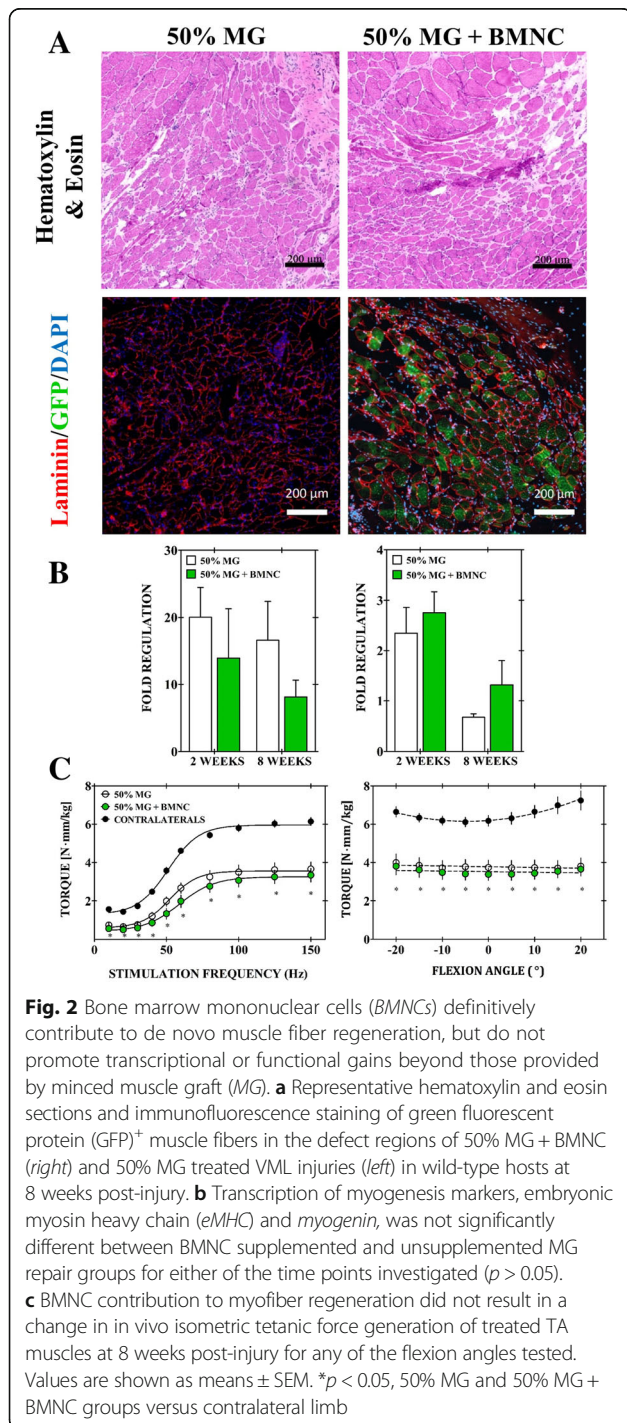 A
50% MG
50% MG + BMNC
Hematoxylin
& Eosin
200 μm
200 μm
Laminin/GFP/DAPI
200 μm
200 μm
B
50% MG
50% MG + BMNC
FOLD REGULATION
30
20
10
0
2 WEEKS
8 WEEKS
50% MG
50% MG + BMNC
FOLD REGULATION
4
3
2
1
0
2 WEEKS
8 WEEKS
C
50% MG
50% MG + BMNC
CONTRALATERALS
TORQUE [N·mm/kg]
8
6
4
2
0
50
100
150
STIMULATION FREQUENCY (Hz)
* * * * * * * * * *
TORQUE [N·mm/kg]
8
6
4
2
-20
-10
0
10
20
FLEXION ANGLE (°)
* * * * * * * * *
Fig. 2 Bone marrow mononuclear cells (BMNCs) definitively
contribute to de novo muscle fiber regeneration, but do not
promote transcriptional or functional gains beyond those provided
by minced muscle graft (MG). a Representative hematoxylin and eosin
sections and immunofluorescence staining of green fluorescent
protein (GFP)+ muscle fibers in the defect regions of 50% MG + BMNC
(right) and 50% MG treated VML injuries (left) in wild-type hosts at
8 weeks post-injury. b Transcription of myogenesis markers, embryonic
myosin heavy chain (eMHC) and myogenin, was not significantly
different between BMNC supplemented and unsupplemented MG
repair groups for either of the time points investigated (p > 0.05).
c BMNC contribution to myofiber regeneration did not result in a
change in in vivo isometric tetanic force generation of treated TA
muscles at 8 weeks post-injury for any of the flexion angles tested.
Values are shown as means ± SEM. *p < 0.05, 50% MG and 50% MG +
BMNC groups versus contralateral limb